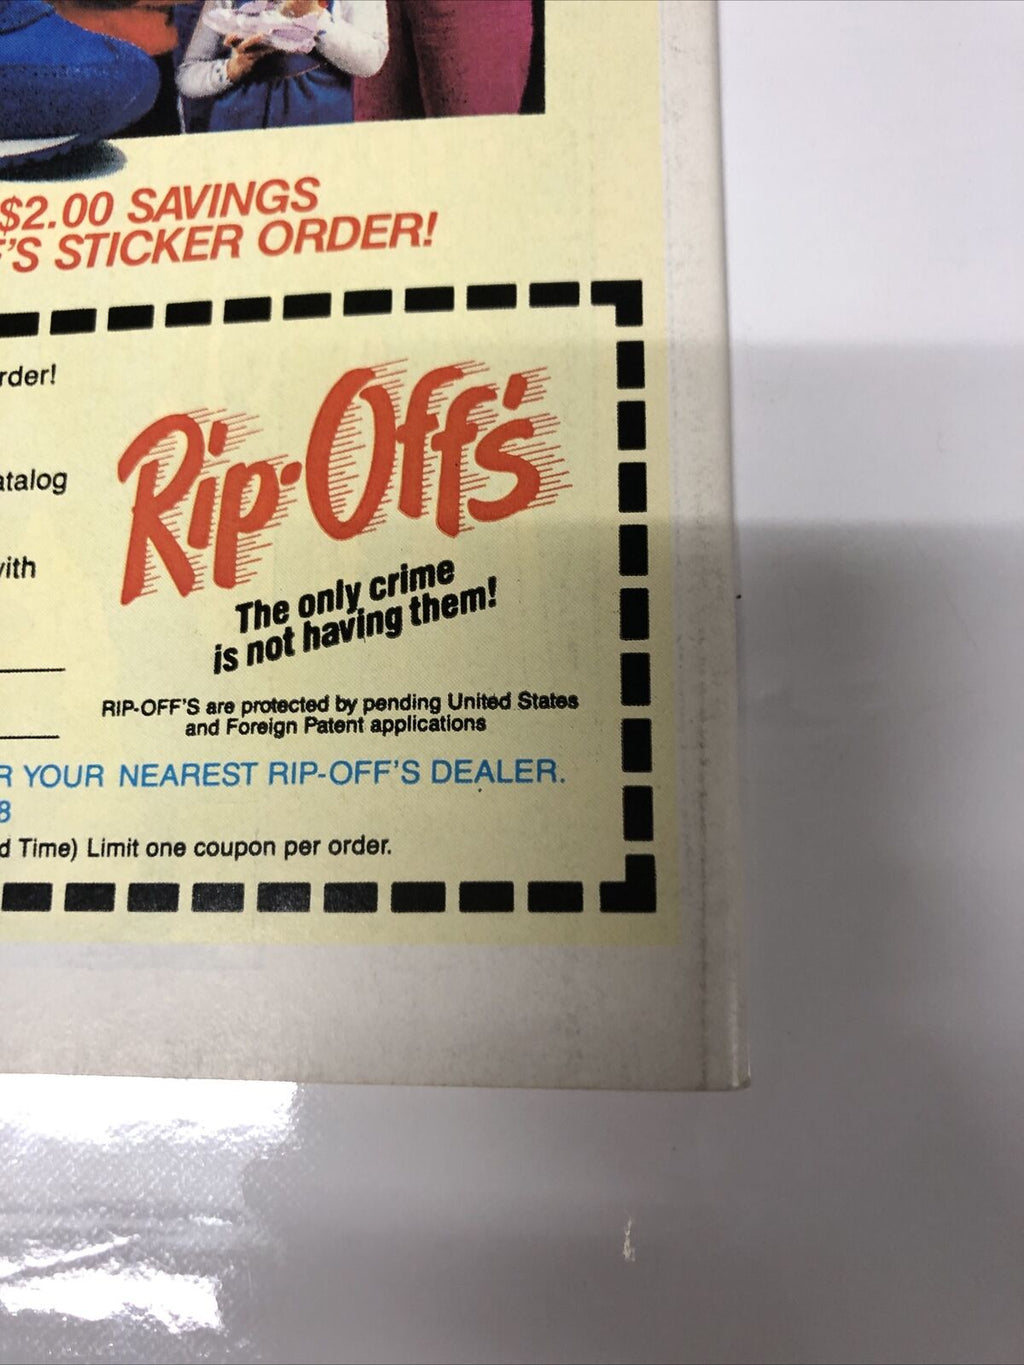 $2.00 SAVINGS
F'S STICKER ORDER!
rder!
Rip-Off's
atalog
with
The only crime
is not having them!
RIP-OFF'S are protected by pending United States
and Foreign Patent applications
R YOUR NEAREST RIP-OFF'S DEALER.
8
d Time) Limit one coupon per order.